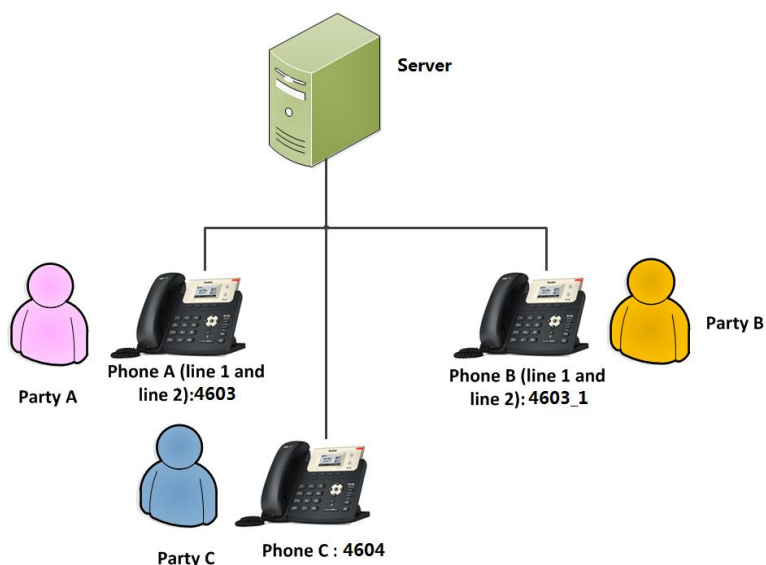 Server
Party A
Phone A (line 1 and
line 2):4603
Phone B (line 1 and
line 2): 4603_1
Party B
Party C
Phone C : 4604